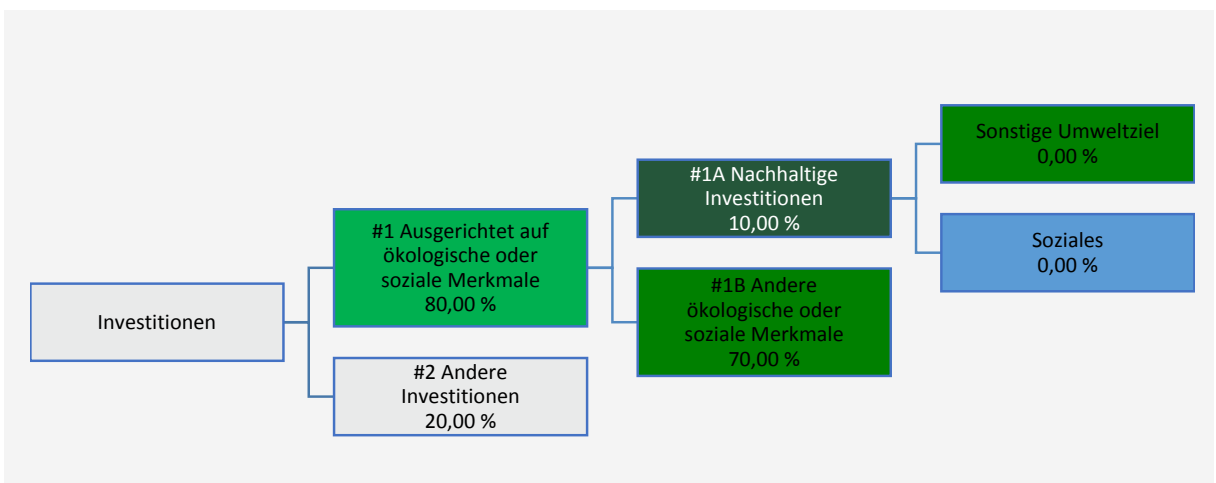 Investitionen
#1 Ausgerichtet auf
ökologische oder
soziale Merkmale
80,00 %
#2 Andere
Investitionen
20,00 %
#1A Nachhaltige
Investitionen
10,00 %
#1B Andere
ökologische oder
soziale Merkmale
70,00 %
Sonstige Umweltziel
0,00 %
Soziales
0,00 %